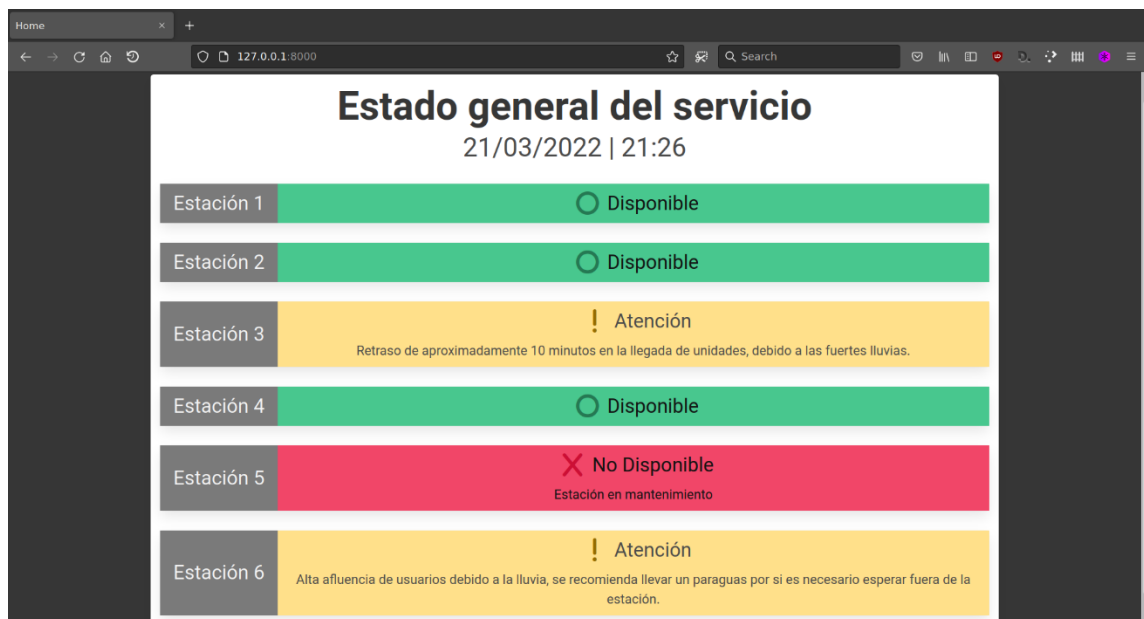 Home
127.0.0.1:8000
Search
Estado general del servicio
21/03/2022 | 21:26
Estación 1
Disponible
Estación 2
Disponible
Estación 3
Atención
Retraso de aproximadamente 10 minutos en la llegada de unidades, debido a las fuertes lluvias.
Estación 4
Disponible
Estación 5
No Disponible
Estación en mantenimiento
Estación 6
Atención
Alta afluencia de usuarios debido a la lluvia, se recomienda llevar un paraguas por si es necesario esperar fuera de la
estación.